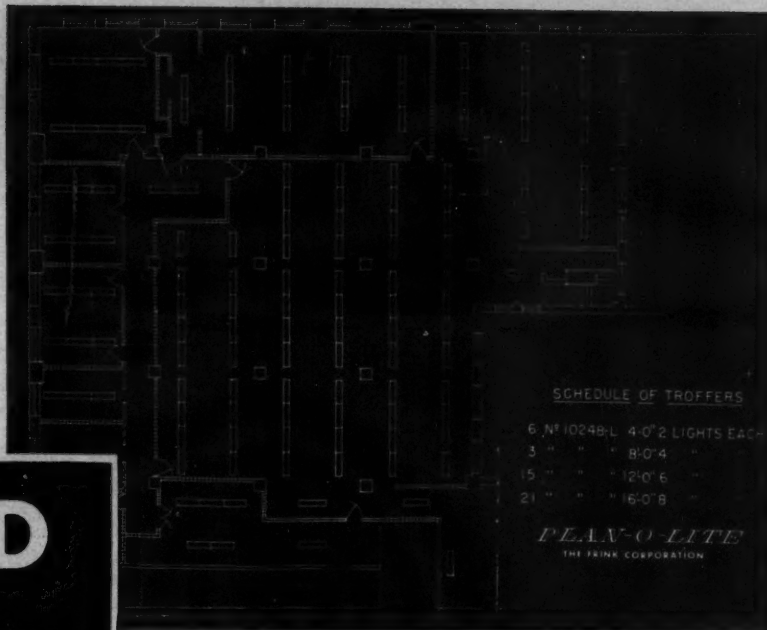 SCHEDULE OF TROFFERS
6 Nº 10248-L 4'-0" 2 LIGHTS EAC
3 " " " 8'-0" 4 "
15 " " " 12'-0" 6 "
21 " " " 16'-0" 8 "
PLAN-O-LITE
THE FRINK CORPORATION
D